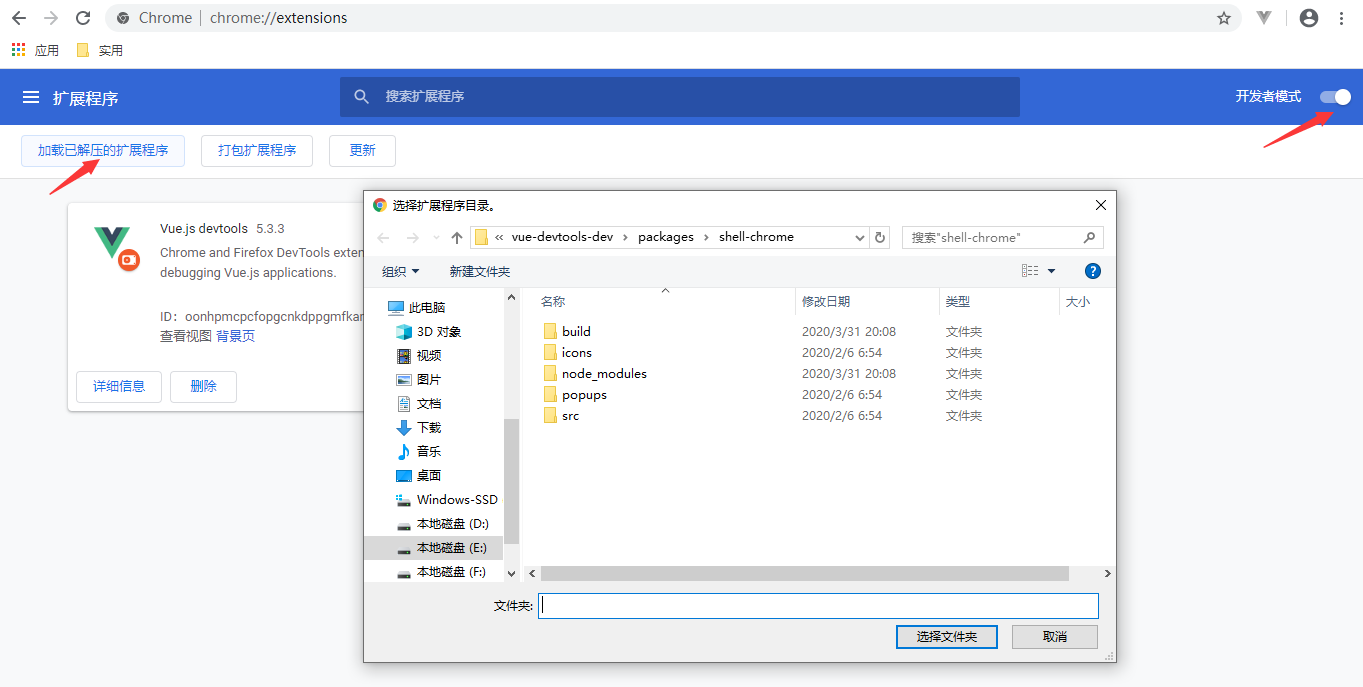 Chrome chrome://extensions
应用 实用
扩展程序 搜索扩展程序 开发者模式
加载已解压的扩展程序 打包扩展程序 更新
选择扩展程序目录。
Vue.js devtools 5.3.3
Chrome and Firefox DevTools exten
debugging Vue.js applications.
ID：oonhpmcpcfopgcnkdppgmfkar
查看视图 背景页
详细信息 删除
« vue-devtools-dev › packages › shell-chrome 搜索"shell-chrome"
组织 新建文件夹
名称 修改日期 类型 大小
此电脑
3D 对象
视频
图片
文档
下载
音乐
桌面
Windows-SSD
本地磁盘 (D:)
本地磁盘 (E:)
本地磁盘 (F:)
build 2020/3/31 20:08 文件夹
icons 2020/2/6 6:54 文件夹
node_modules 2020/3/31 20:08 文件夹
popups 2020/2/6 6:54 文件夹
src 2020/2/6 6:54 文件夹
文件夹:
选择文件夹 取消